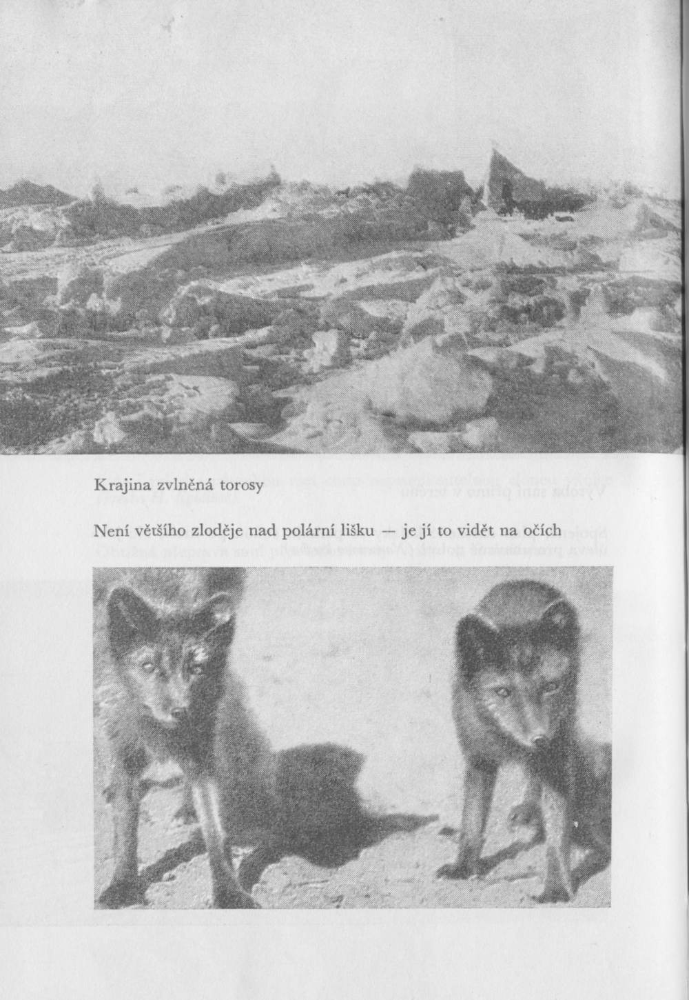 Krajina zvlněná torosy
Není většího zloděje nad polární lišku — je jí to vidět na očích